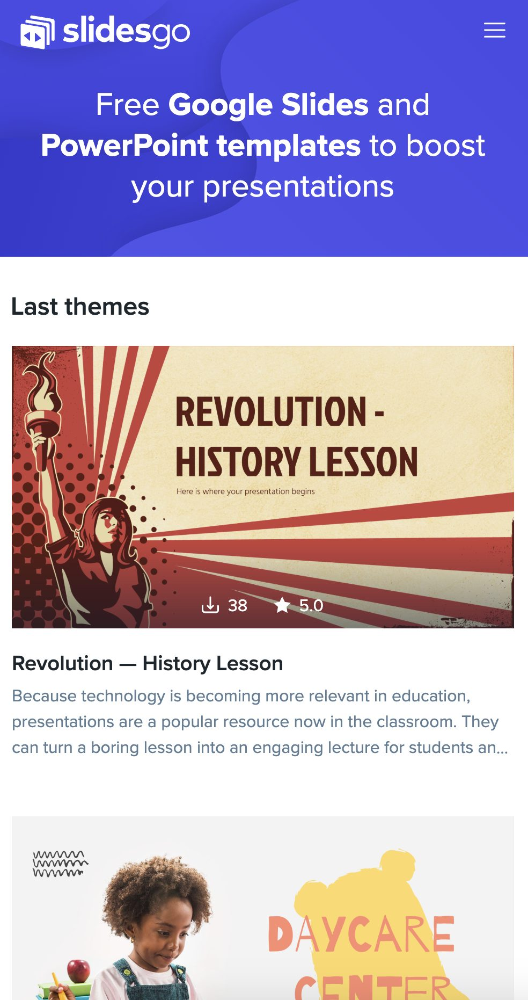 slidesgo
Free Google Slides and
PowerPoint templates to boost
your presentations
Last themes
REVOLUTION -
HISTORY LESSON
Here is where your presentation begins
38 5.0
Revolution — History Lesson
Because technology is becoming more relevant in education,
presentations are a popular resource now in the classroom. They
can turn a boring lesson into an engaging lecture for students an...
DAYCARE
CENTER